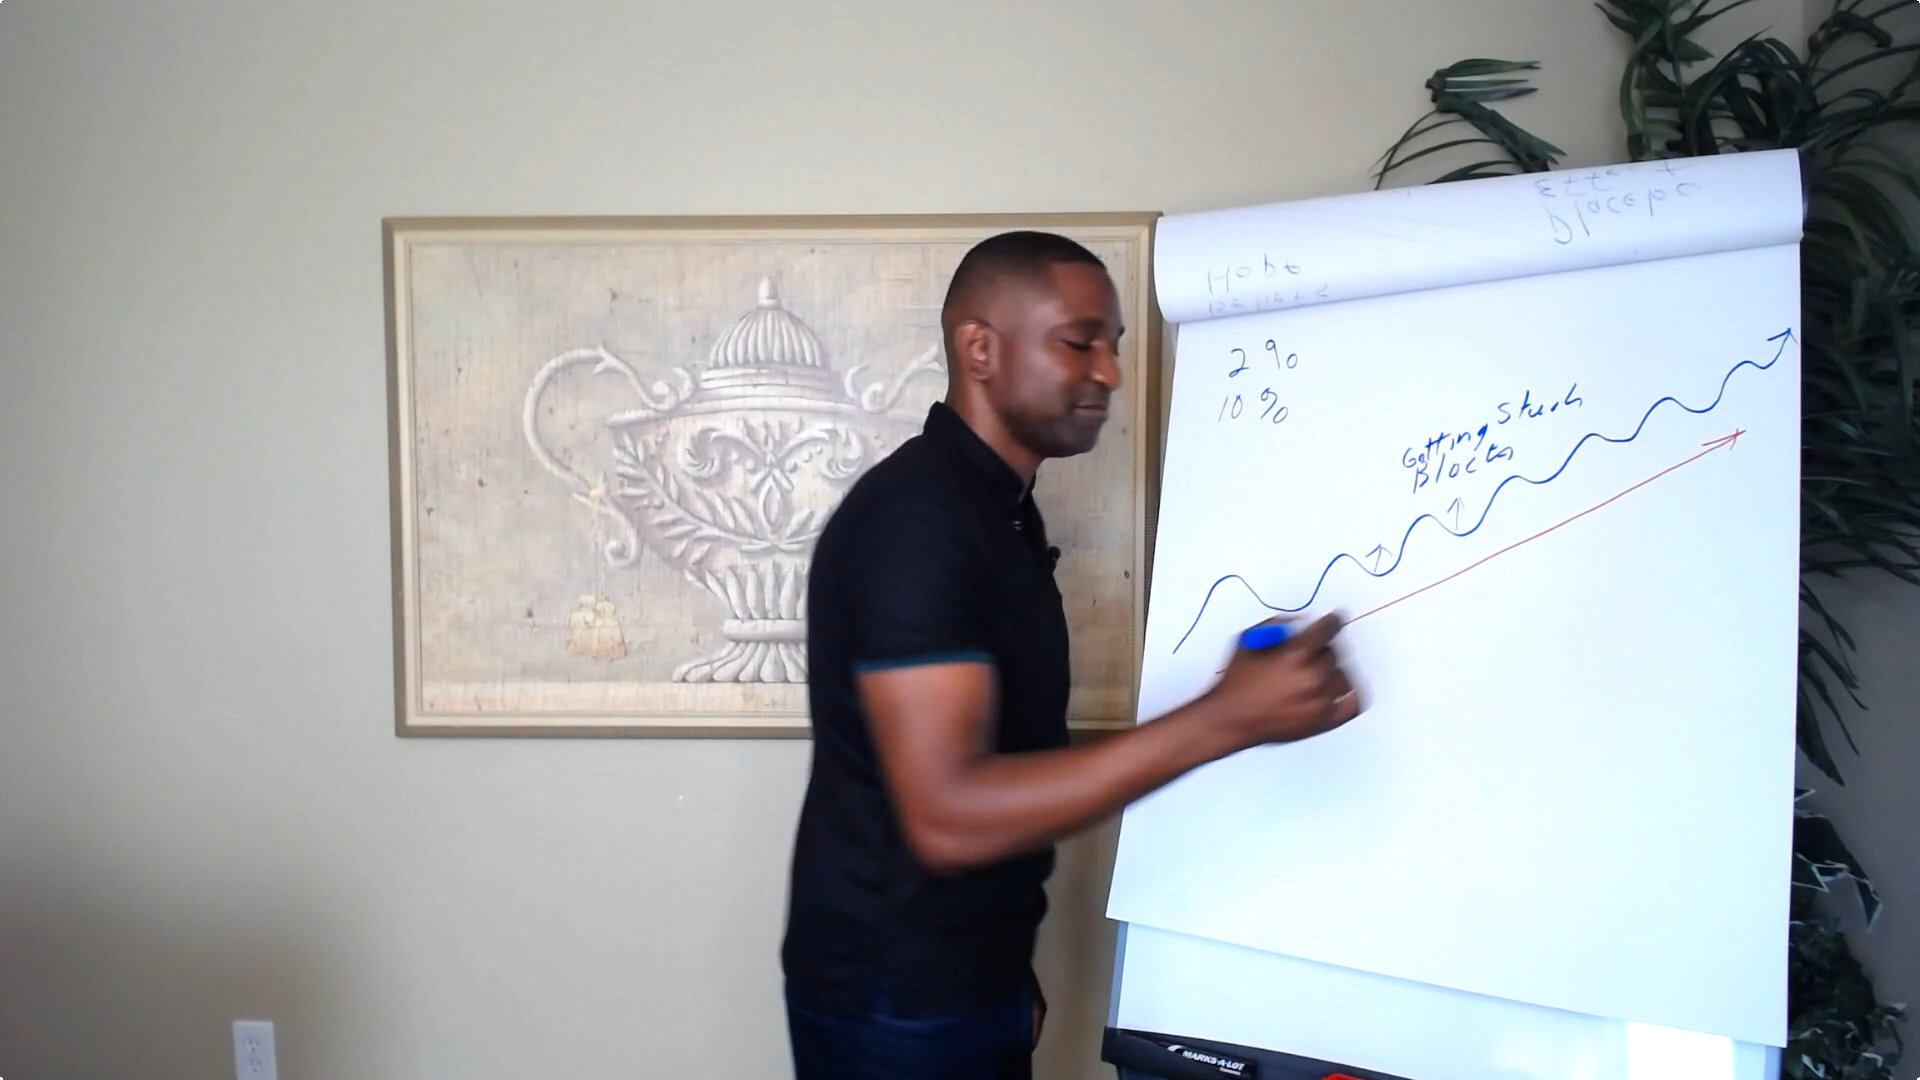 2 %
10 %
Getting Stuck
Blocks
MARKS-A-LOT